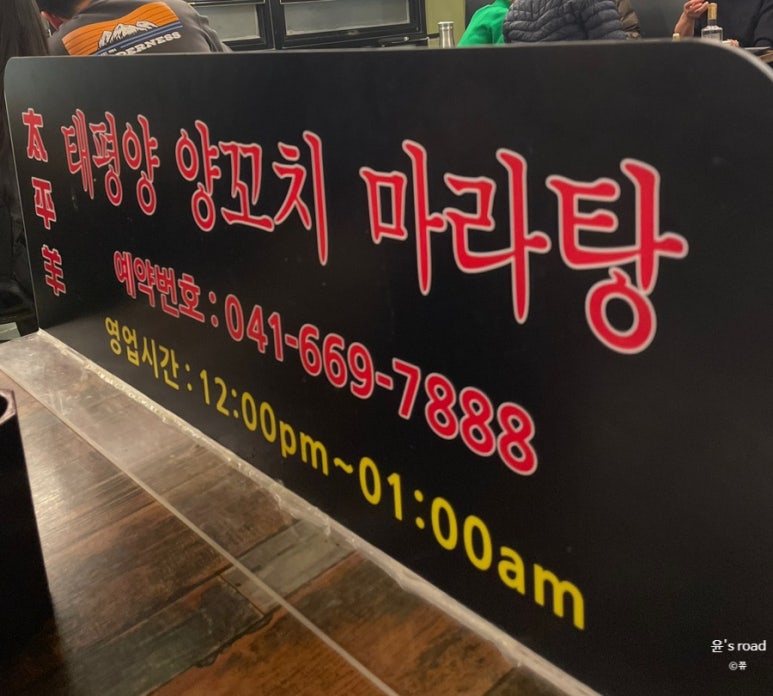 太平羊
태평양 양꼬치 마라탕
예약번호 : 041-669-7888
영업시간 : 12:00pm~01:00am
윤's road
©쮼